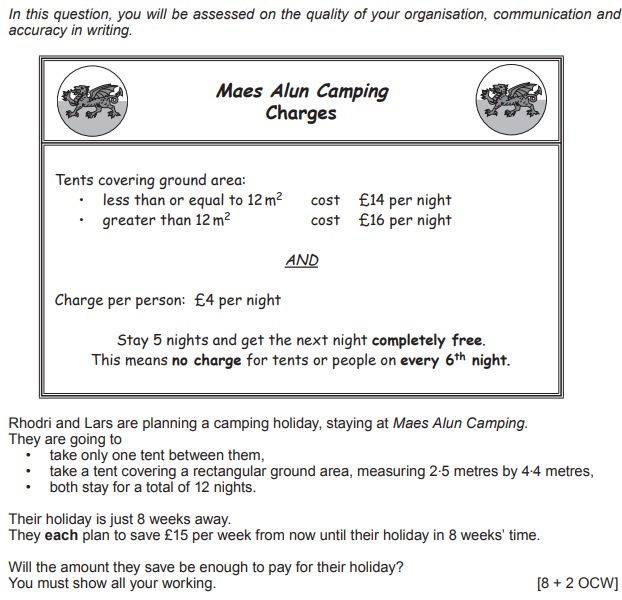 In this question, you will be assessed on the quality of your organisation, communication and
accuracy in writing.
Maes Alun Camping
Charges
Tents covering ground area:
• less than or equal to 12 m² cost £14 per night
• greater than 12 m² cost £16 per night
AND
Charge per person: £4 per night
Stay 5 nights and get the next night completely free.
This means no charge for tents or people on every 6th night.
Rhodri and Lars are planning a camping holiday, staying at Maes Alun Camping.
They are going to
• take only one tent between them,
• take a tent covering a rectangular ground area, measuring 2·5 metres by 4·4 metres,
• both stay for a total of 12 nights.
Their holiday is just 8 weeks away.
They each plan to save £15 per week from now until their holiday in 8 weeks' time.
Will the amount they save be enough to pay for their holiday?
You must show all your working. [8 + 2 OCW]